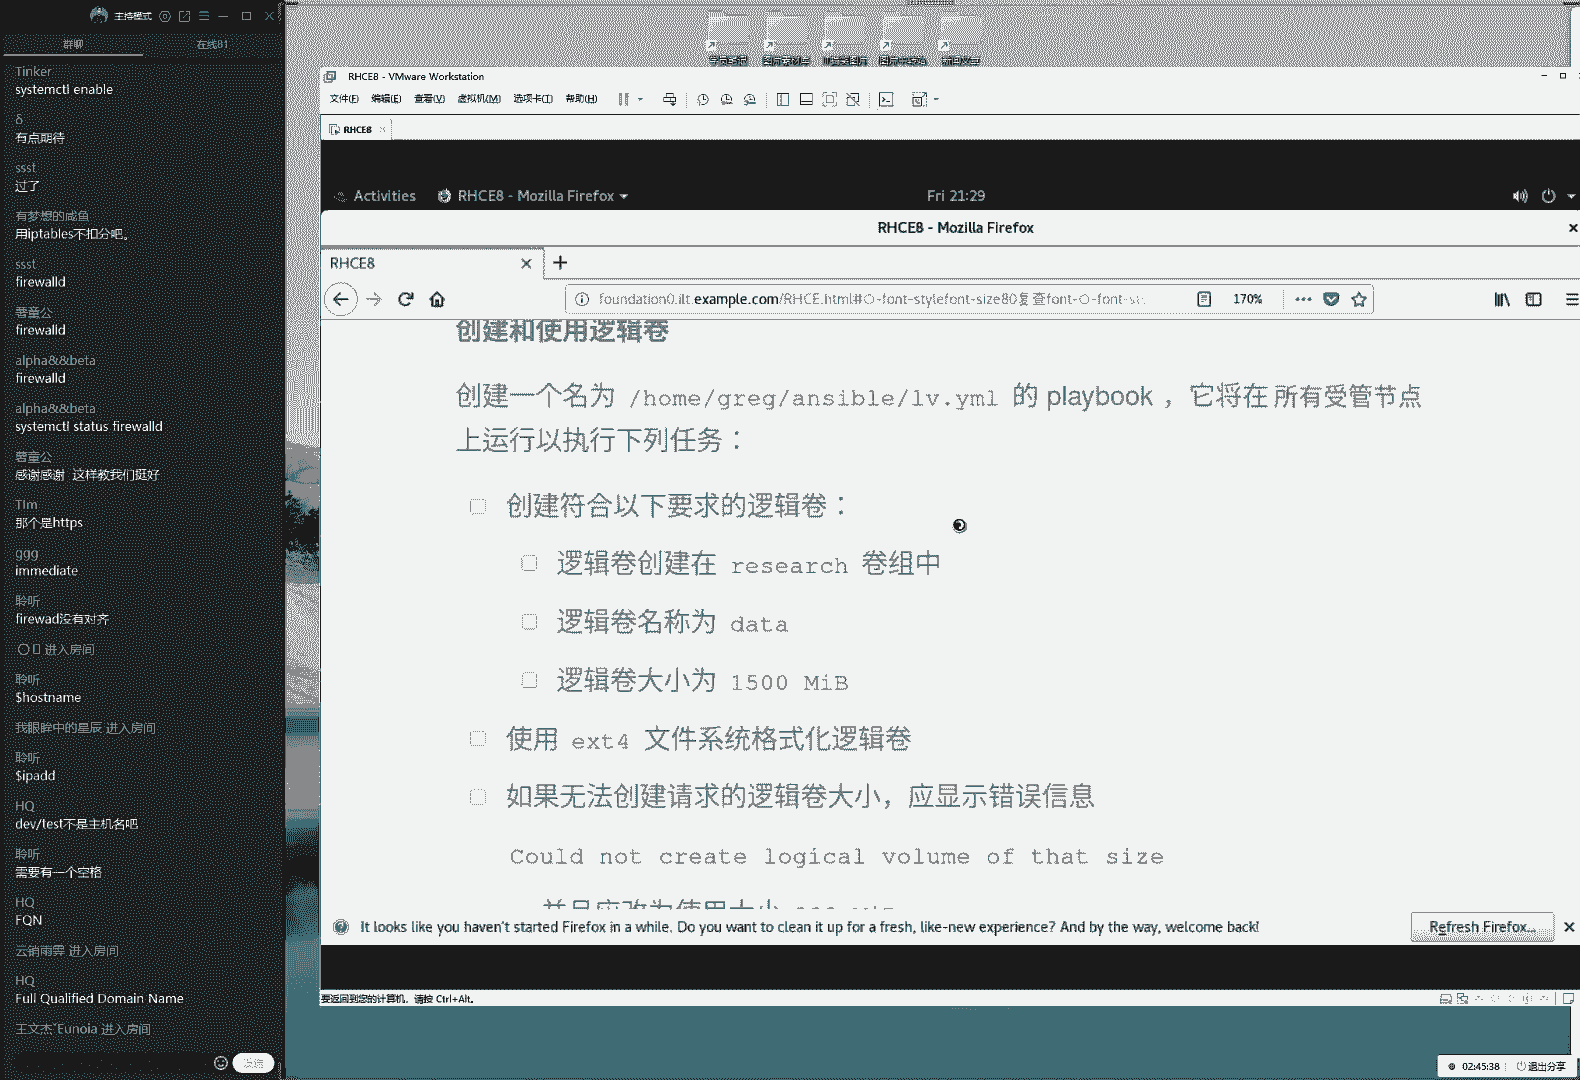 主持模式
群聊
在线81
Tinker
systemctl enable
δ
有点期待
ssst
过了
有梦想的咸鱼
用iptables不扣分吧。
ssst
firewalld
薯童公
firewalld
alpha&&beta
firewalld
alpha&&beta
systemctl status firewalld
薯童公
感谢感谢 这样教我们挺好
TIm
那个是https
ggg
immediate
聆听
firewad没有对齐
进入房间
聆听
$hostname
我眼眸中的星辰 进入房间
聆听
$ipadd
HQ
dev/test不是主机名吧
聆听
需要有一个空格
HQ
FQN
云销雨霁 进入房间
HQ
Full Qualified Domain Name
王文杰`Eunoia 进入房间
发送
RHCE8 - VMware Workstation
文件(F) 编辑(E) 查看(V) 虚拟机(M) 选项卡(T) 帮助(H)
RHCE8
Activities RHCE8 - Mozilla Firefox Fri 21:29
RHCE8 - Mozilla Firefox
RHCE8
foundation0.ilt.example.com/RHCE.html#○-font-stylefont-size80复查font-○-font-st 170%
创建和使用逻辑卷
创建一个名为 /home/greg/ansible/lv.yml 的 playbook ，它将在 所有受管节点
上运行以执行下列任务：
创建符合以下要求的逻辑卷：
逻辑卷创建在 research 卷组中
逻辑卷名称为 data
逻辑卷大小为 1500 MiB
使用 ext4 文件系统格式化逻辑卷
如果无法创建请求的逻辑卷大小，应显示错误信息
Could not create logical volume of that size
It looks like you haven't started Firefox in a while. Do you want to clean it up for a fresh, like-new experience? And by the way, welcome back!
Refresh Firefox...
要返回到您的计算机，请按 Ctrl+Alt。
02:45:38
退出分享